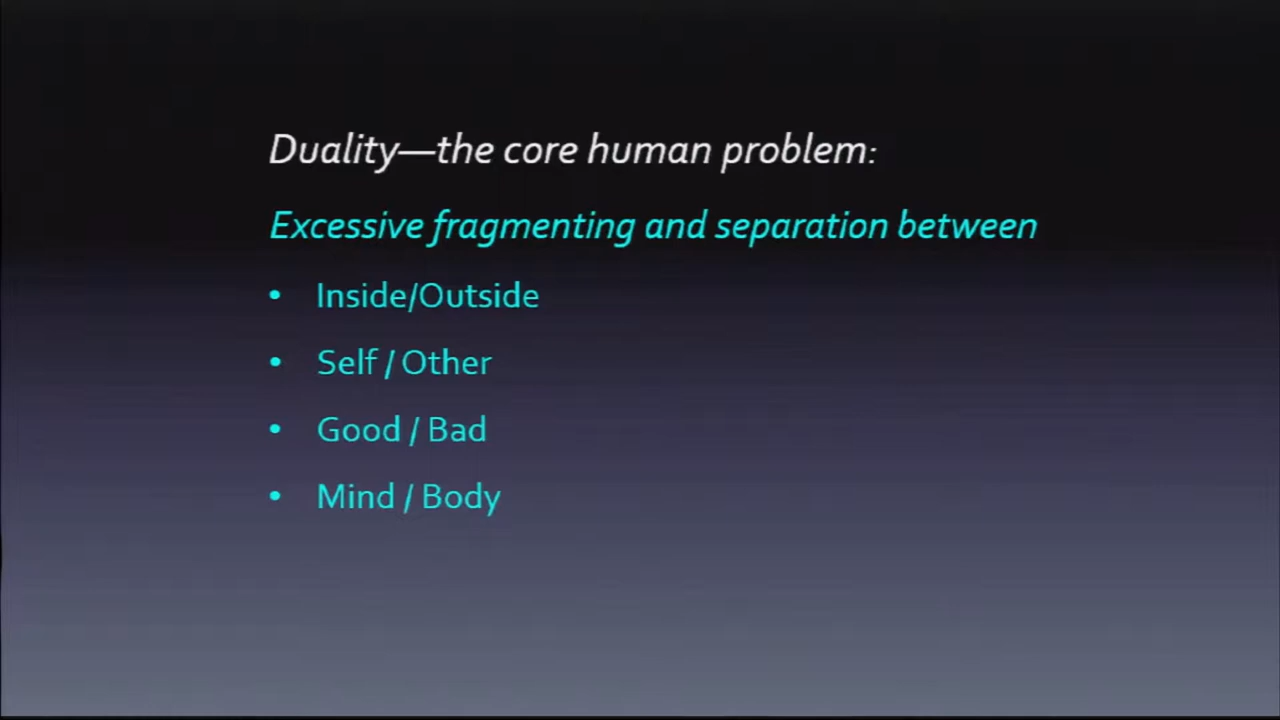 Duality—the core human problem:
Excessive fragmenting and separation between
• Inside/Outside
• Self / Other
• Good / Bad
• Mind / Body